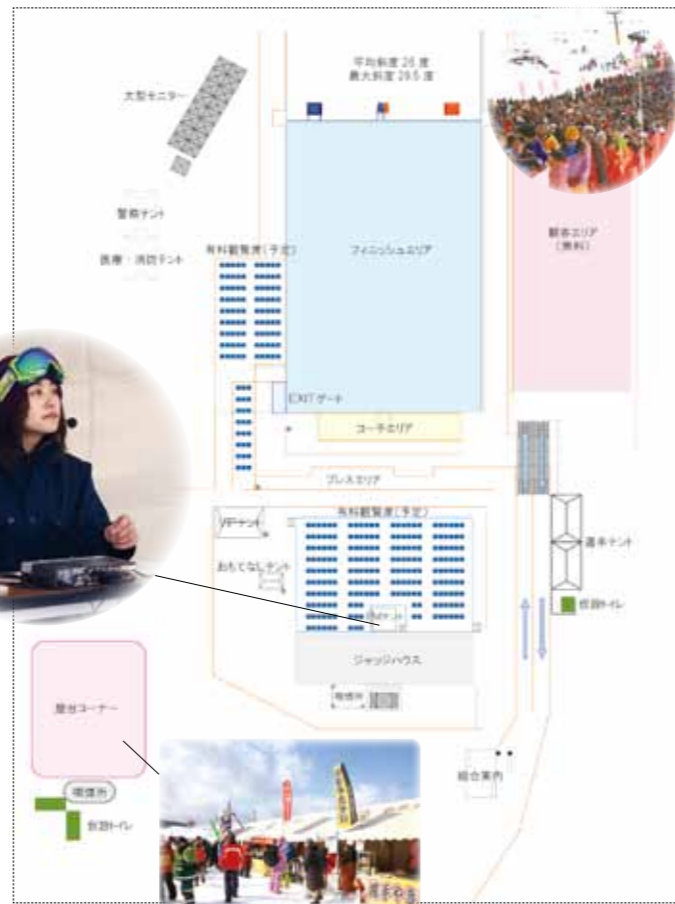 平均斜度 26 度
最大斜度 29.5 度
大型モニター
警察テント
医療・消防テント
有料観覧席(予定)
フィニッシュエリア
観客エリア
(無料)
EXITゲート
コーチエリア
プレスエリア
VIPテント
有料観覧席(予定)
おもてなしテント
選手テント
仮設トイレ
ジャッジハウス
喫煙所
屋台コーナー
総合案内
喫煙所
仮設トイレ